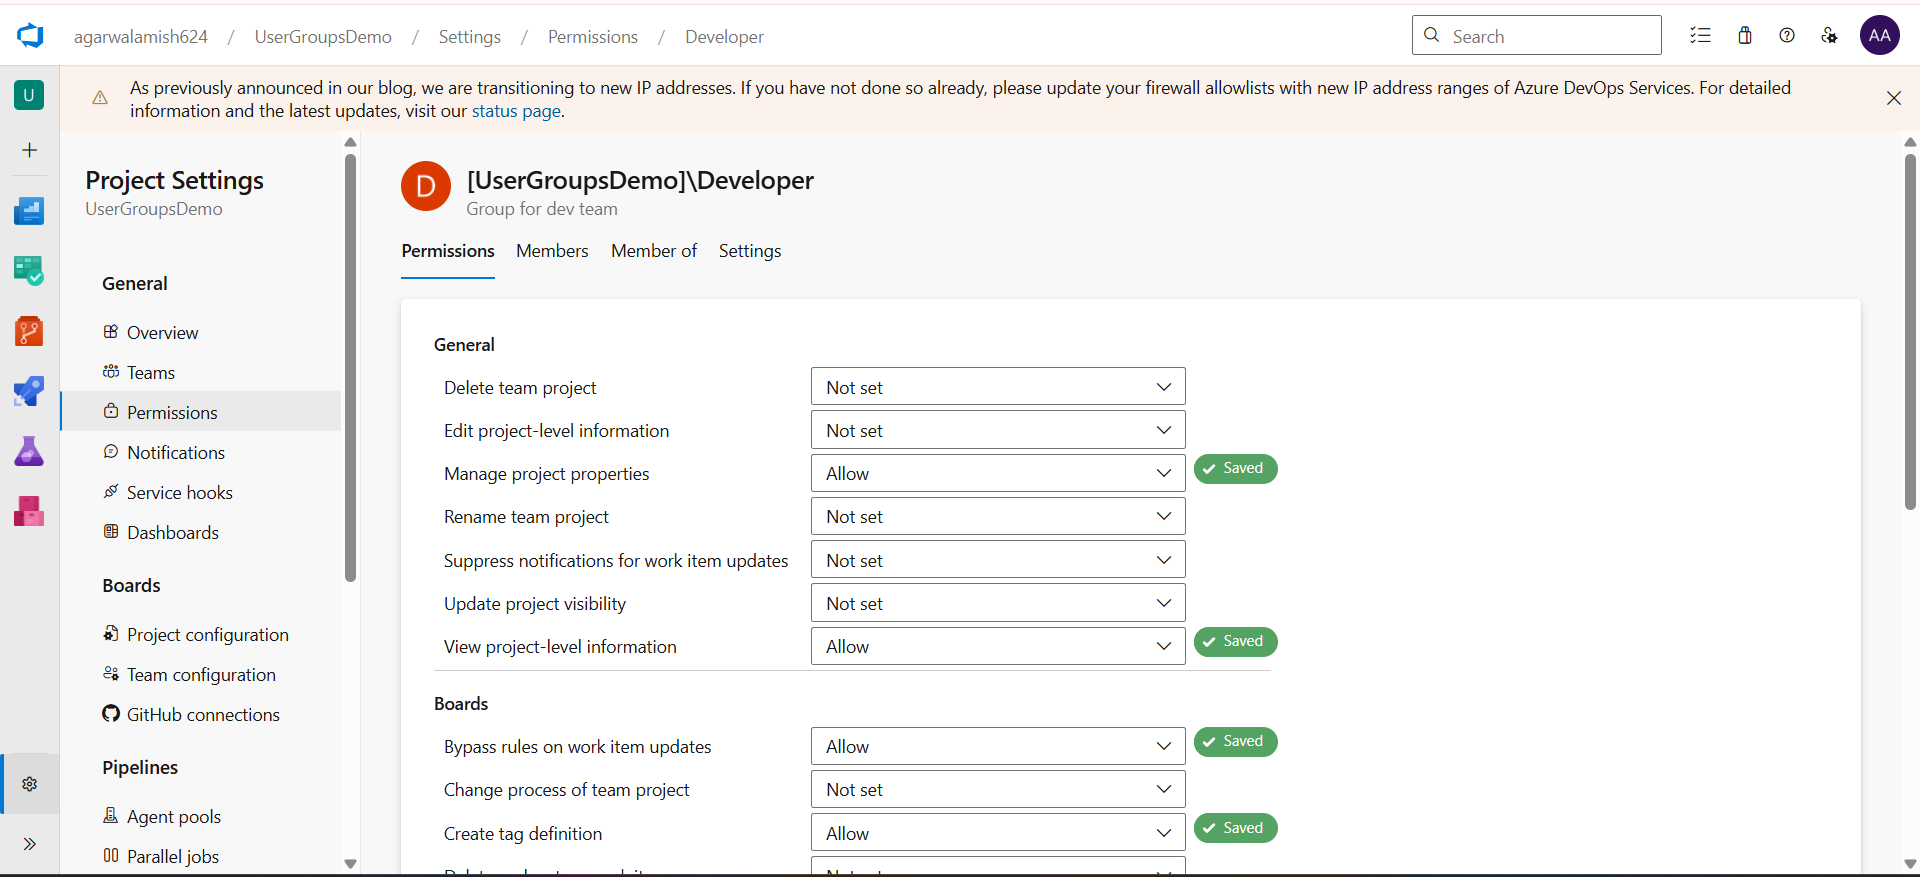 agarwalamish624 / UserGroupsDemo / Settings / Permissions / Developer
Search
AA
U
As previously announced in our blog, we are transitioning to new IP addresses. If you have not done so already, please update your firewall allowlists with new IP address ranges of Azure DevOps Services. For detailed
information and the latest updates, visit our status page.
Project Settings
UserGroupsDemo
General
Overview
Teams
Permissions
Notifications
Service hooks
Dashboards
Boards
Project configuration
Team configuration
GitHub connections
Pipelines
Agent pools
Parallel jobs
D
[UserGroupsDemo]\Developer
Group for dev team
Permissions Members Member of Settings
General
Delete team project Not set
Edit project-level information Not set
Manage project properties Allow Saved
Rename team project Not set
Suppress notifications for work item updates Not set
Update project visibility Not set
View project-level information Allow Saved
Boards
Bypass rules on work item updates Allow Saved
Change process of team project Not set
Create tag definition Allow Saved